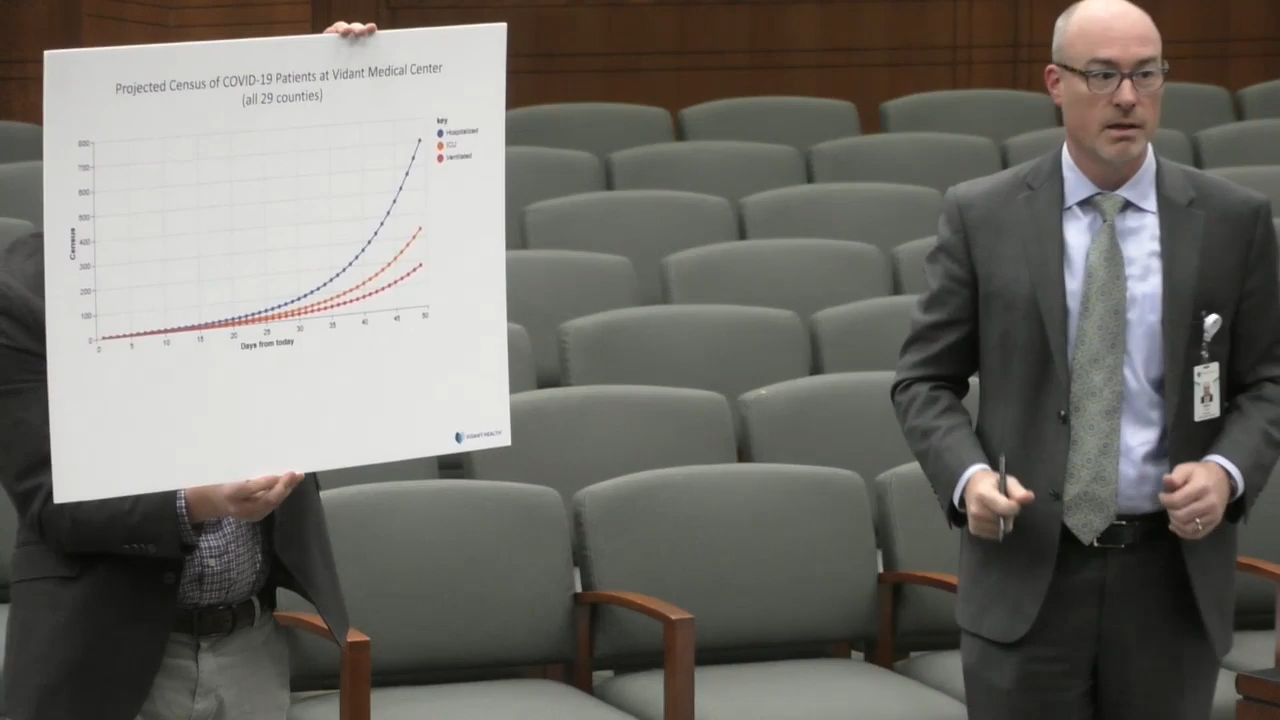 Projected Census of COVID-19 Patients at Vidant Medical Center
(all 29 counties)
key
Hospitalized
ICU
Ventilated
800
700
600
500
400
300
200
100
0
Census
0 5 10 15 20 25 30 35 40 45 50
Days from today
VIDANT HEALTH